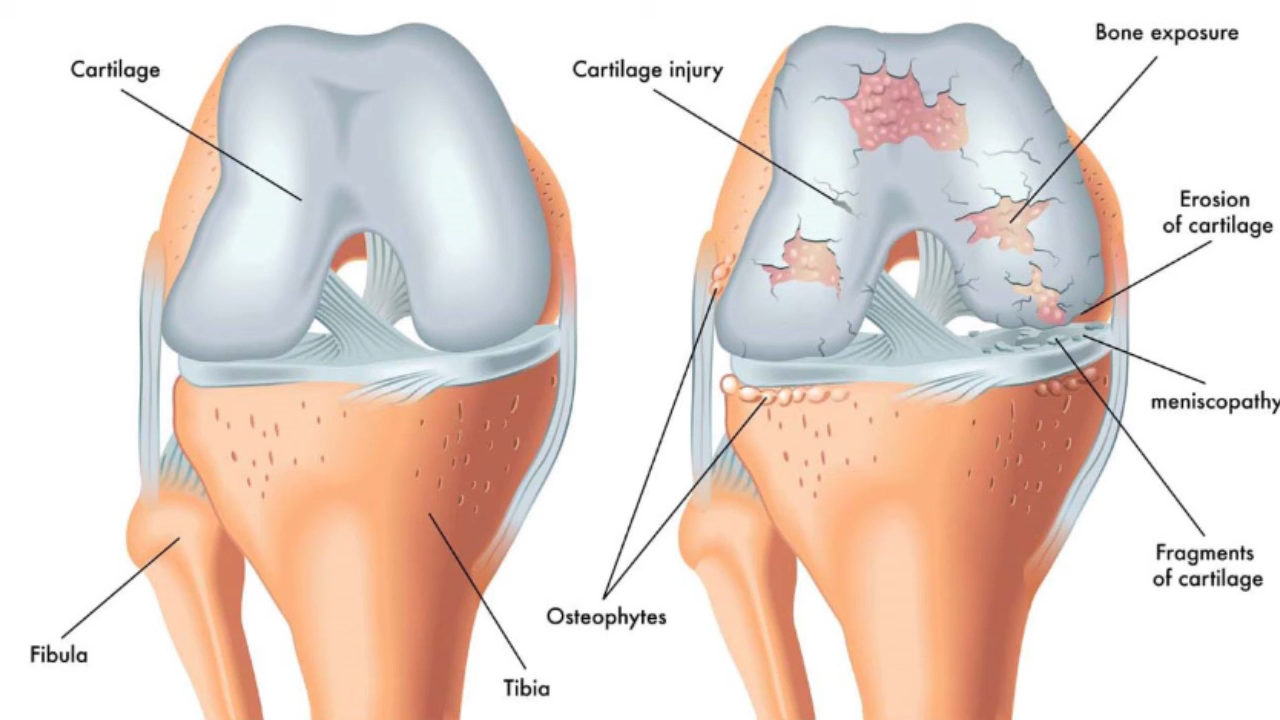 Cartilage
Fibula
Tibia
Cartilage injury
Bone exposure
Erosion
of cartilage
meniscopathy
Fragments
of cartilage
Osteophytes